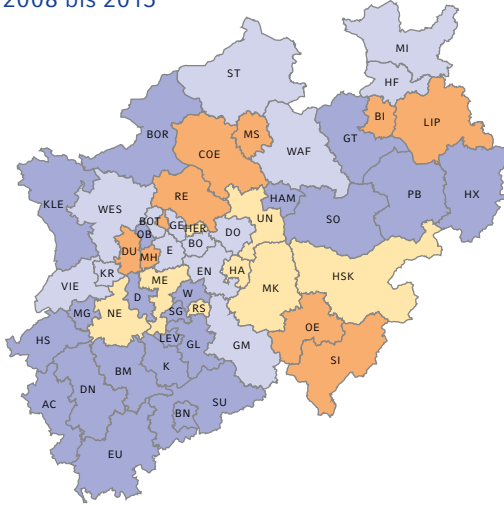 2008 bis 2015
MI
ST
HF
BOR
MS
BI
LIP
COE
GT
WAF
RE
KLE
HAM
PB
HX
WES
UN
SO
BOT
GE
HER
OB
DO
BO
E
DU
MH
EN
HA
KR
ME
HSK
VIE
MK
D
W
MG
NE
SG
RS
OE
HS
LEV
GL
GM
SI
BM
K
DN
AC
SU
BN
EU